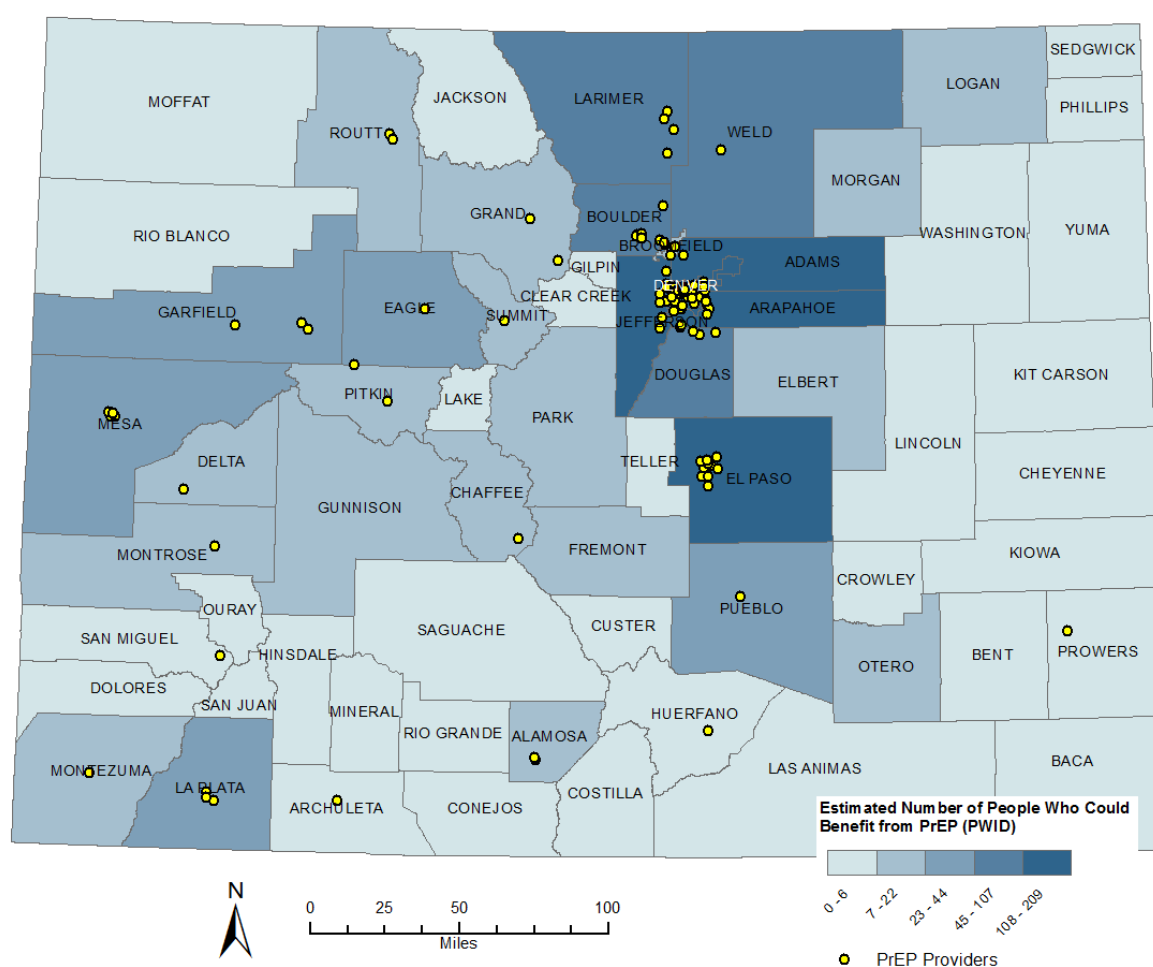 SEDGWICK
LOGAN
PHILLIPS
MOFFAT
JACKSON
LARIMER
ROUTT
WELD
MORGAN
GRAND
BOULDER
RIO BLANCO
WASHINGTON
YUMA
BROOMFIELD
GILPIN
ADAMS
DENVER
CLEAR CREEK
GARFIELD
EAGLE
SUMMIT
JEFFERSON
ARAPAHOE
DOUGLAS
ELBERT
KIT CARSON
PITKIN
LAKE
PARK
MESA
LINCOLN
DELTA
TELLER
EL PASO
CHEYENNE
CHAFFEE
GUNNISON
FREMONT
MONTROSE
KIOWA
CROWLEY
OURAY
PUEBLO
SAN MIGUEL
SAGUACHE
CUSTER
HINSDALE
OTERO
BENT
PROWERS
DOLORES
SAN JUAN
MINERAL
HUERFANO
RIO GRANDE
ALAMOSA
MONTEZUMA
LAS ANIMAS
BACA
LA PLATA
ARCHULETA
CONEJOS
COSTILLA
Estimated Number of People Who Could
Benefit from PrEP (PWID)
0 - 6
7 - 22
23 - 44
45 - 107
108 - 209
PrEP Providers
N
0 25 50 100
Miles